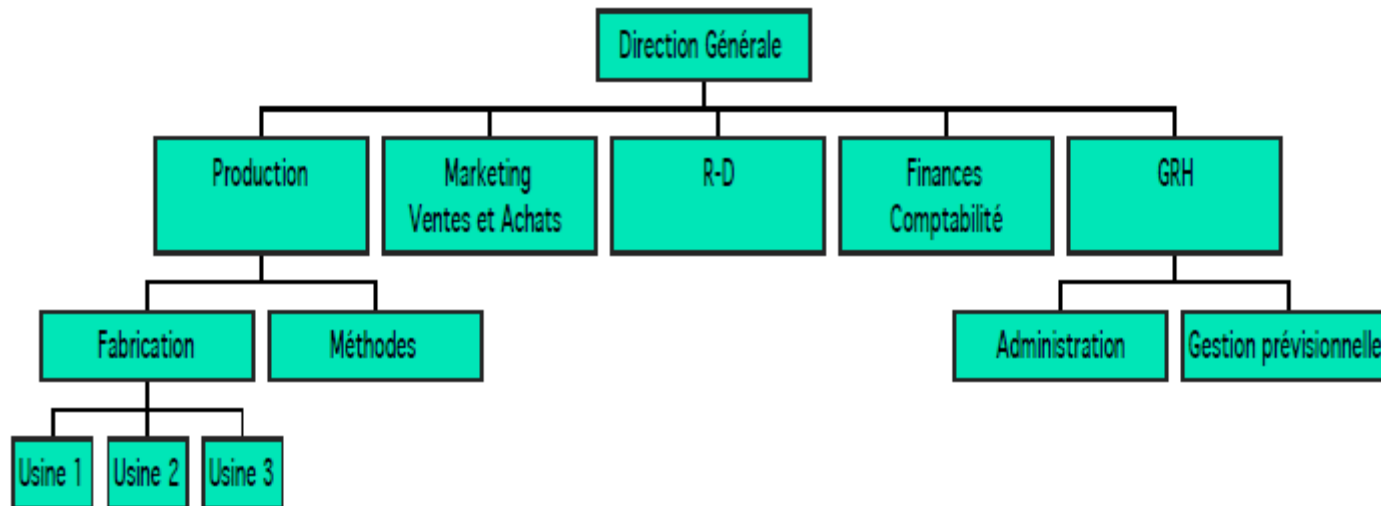 Direction Générale
Production
Marketing
Ventes et Achats
R-D
Finances
Comptabilité
GRH
Fabrication
Méthodes
Administration
Gestion prévisionnelle
Usine 1
Usine 2
Usine 3